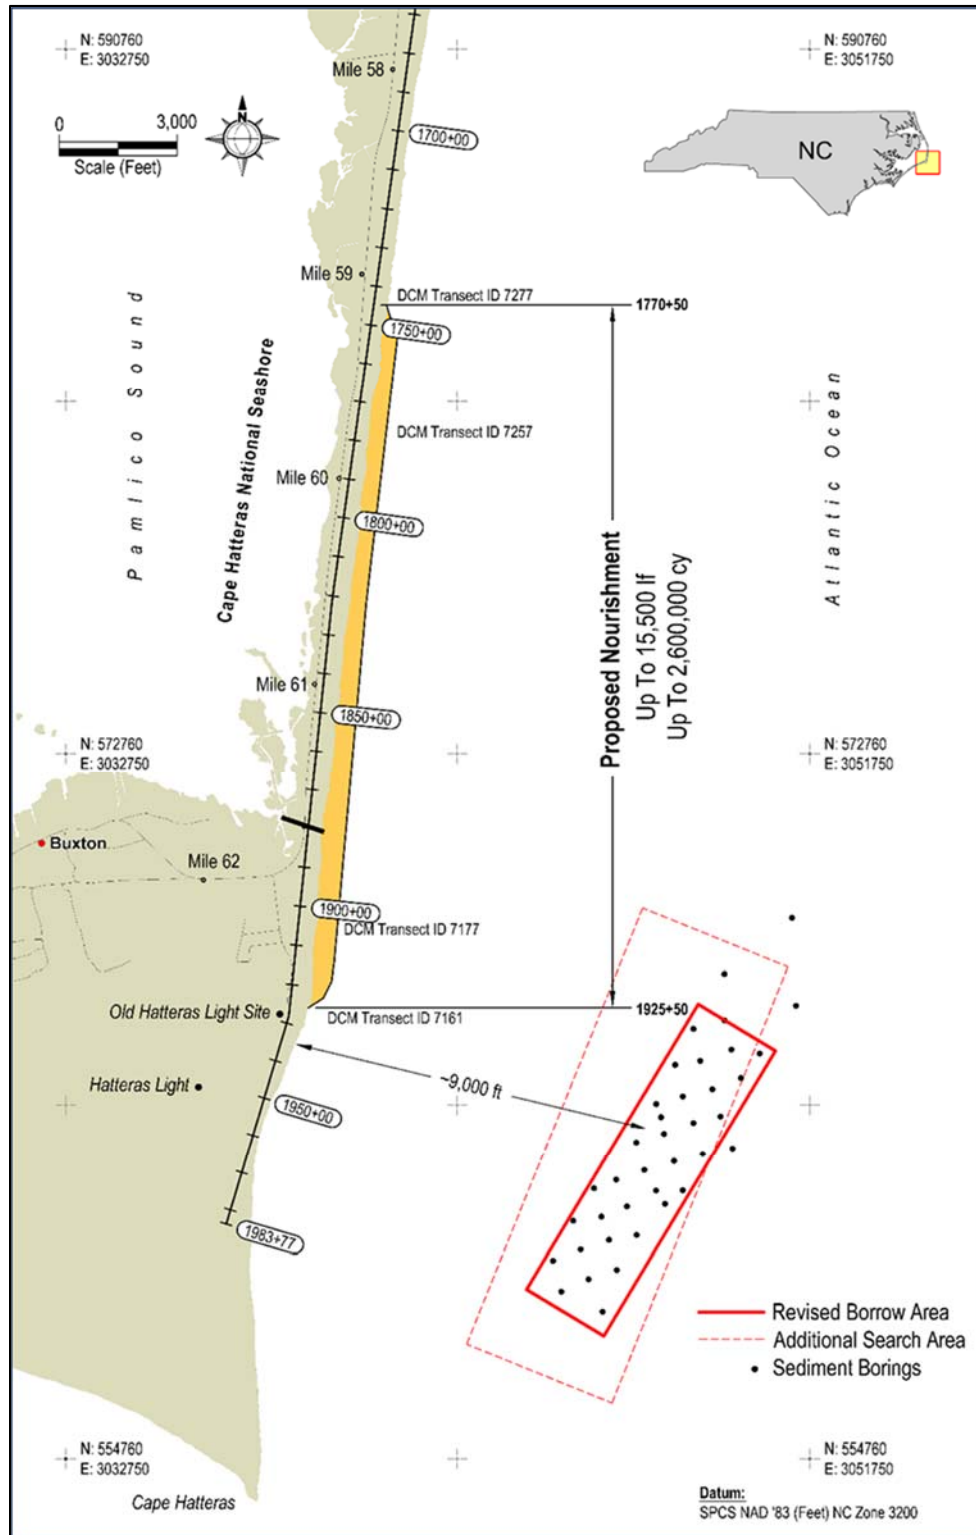 N: 590760
E: 3032750
N: 590760
E: 3051750
Mile 58
0 3,000
Scale (Feet)
N
1700+00
NC
Mile 59
DCM Transect ID 7277
1770+50
1750+00
Pamlico Sound
Cape Hatteras National Seashore
DCM Transect ID 7257
Atlantic Ocean
Mile 60
1800+00
Proposed Nourishment
Up To 15,500 lf
Up To 2,600,000 cy
Mile 61
1850+00
N: 572760
E: 3032750
N: 572760
E: 3051750
Buxton
Mile 62
1900+00
DCM Transect ID 7177
Old Hatteras Light Site
DCM Transect ID 7161
1925+50
~9,000 ft
Hatteras Light
1950+00
1983+77
Revised Borrow Area
Additional Search Area
Sediment Borings
N: 554760
E: 3032750
N: 554760
E: 3051750
Cape Hatteras
Datum:
SPCS NAD '83 (Feet) NC Zone 3200